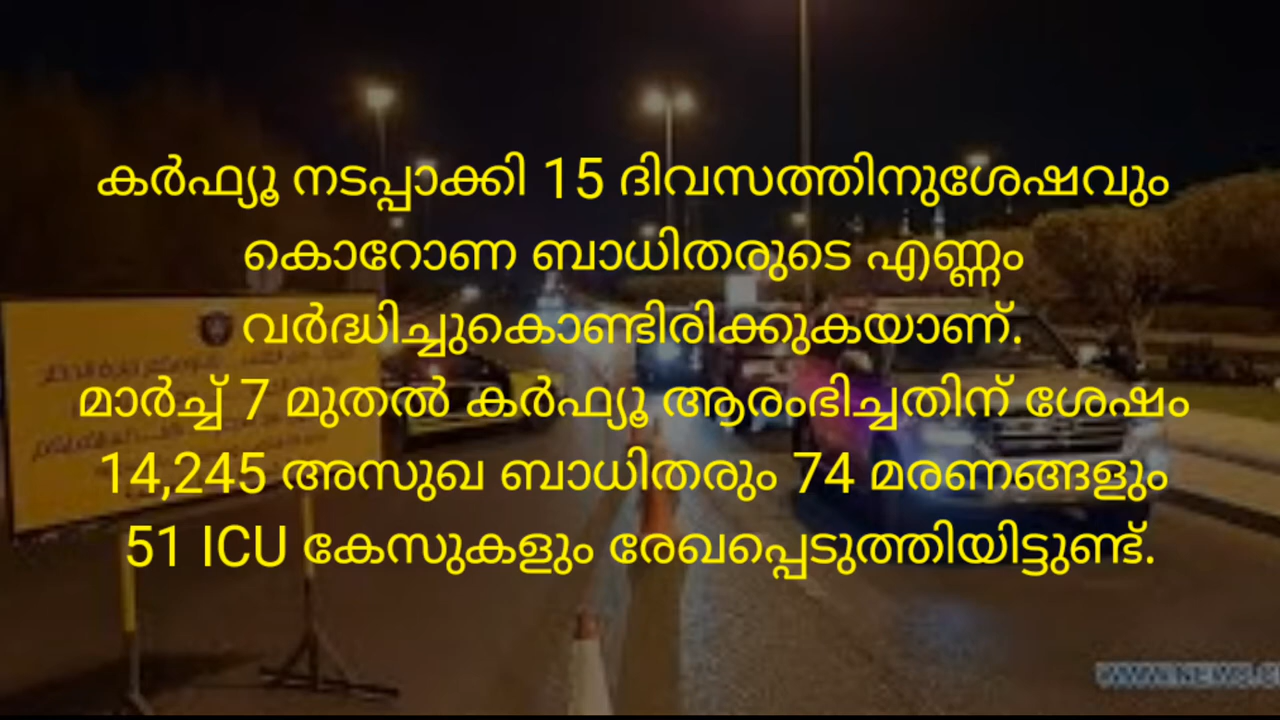 കർഫ്യൂ നടപ്പാക്കി 15 ദിവസത്തിനുശേഷവും
കൊറോണ ബാധിതരുടെ എണ്ണം
വർദ്ധിച്ചുകൊണ്ടിരിക്കുകയാണ്.
മാർച്ച് 7 മുതൽ കർഫ്യൂ ആരംഭിച്ചതിന് ശേഷം
14,245 അസുഖ ബാധിതരും 74 മരണങ്ങളും
51 ICU കേസുകളും രേഖപ്പെടുത്തിയിട്ടുണ്ട്.